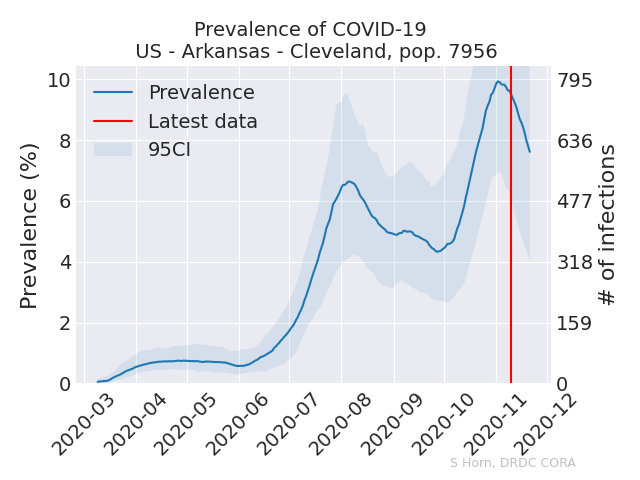 Prevalence of COVID-19
US - Arkansas - Cleveland, pop. 7956
Prevalence
Latest data
95CI
Prevalence (%)
10
8
6
4
2
0
795
636
477
318
159
0
# of infections
2020-03
2020-04
2020-05
2020-06
2020-07
2020-08
2020-09
2020-10
2020-11
2020-12
S Horn, DRDC CORA